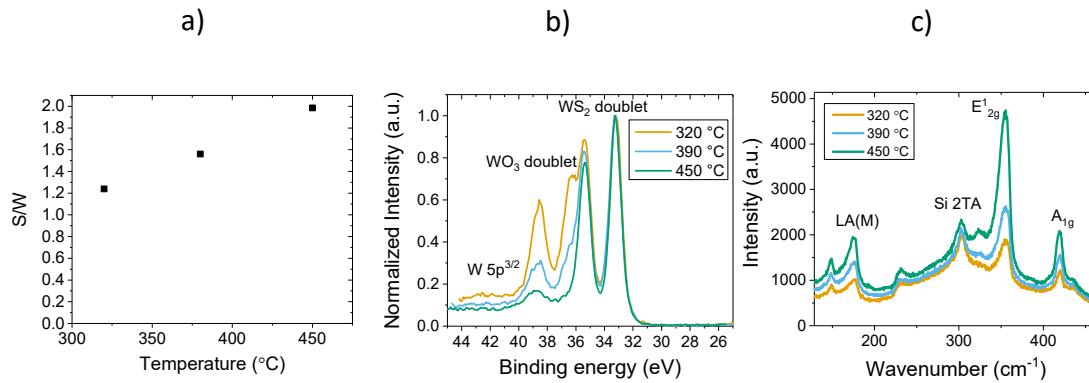 a)
b)
c)
S/W
2.0
1.8
1.6
1.4
1.2
1.0
0.8
0.6
0.4
0.2
0.0
300
350
400
450
Temperature (°C)
Normalized Intensity (a.u.)
1.0
0.8
0.6
0.4
0.2
0.0
WS₂ doublet
WO₃ doublet
W 5p³ᐟ²
320 °C
390 °C
450 °C
44 42 40 38 36 34 32 30 28 26
Binding energy (eV)
Intensity (a.u.)
5000
4000
3000
2000
1000
0
320 °C
390 °C
450 °C
E¹₂g
Si 2TA
LA(M)
A₁g
200
300
400
Wavenumber (cm⁻¹)